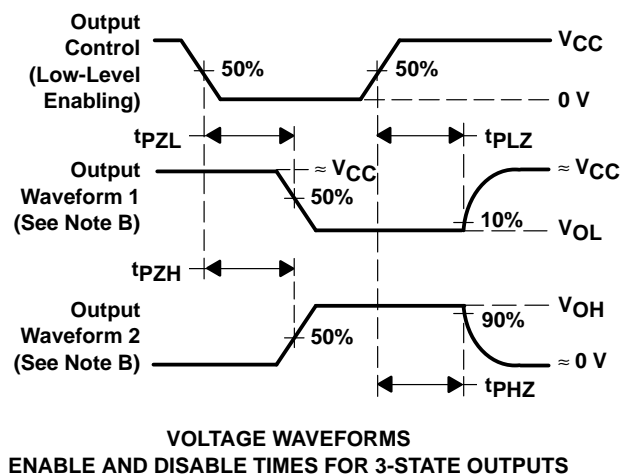 Output
Control
(Low-Level
Enabling)
50%
50%
VCC
0 V
tPZL
tPLZ
Output
Waveform 1
(See Note B)
≈ VCC
50%
≈ VCC
10%
VOL
tPZH
Output
Waveform 2
(See Note B)
50%
VOH
90%
≈ 0 V
tPHZ
VOLTAGE WAVEFORMS
ENABLE AND DISABLE TIMES FOR 3-STATE OUTPUTS